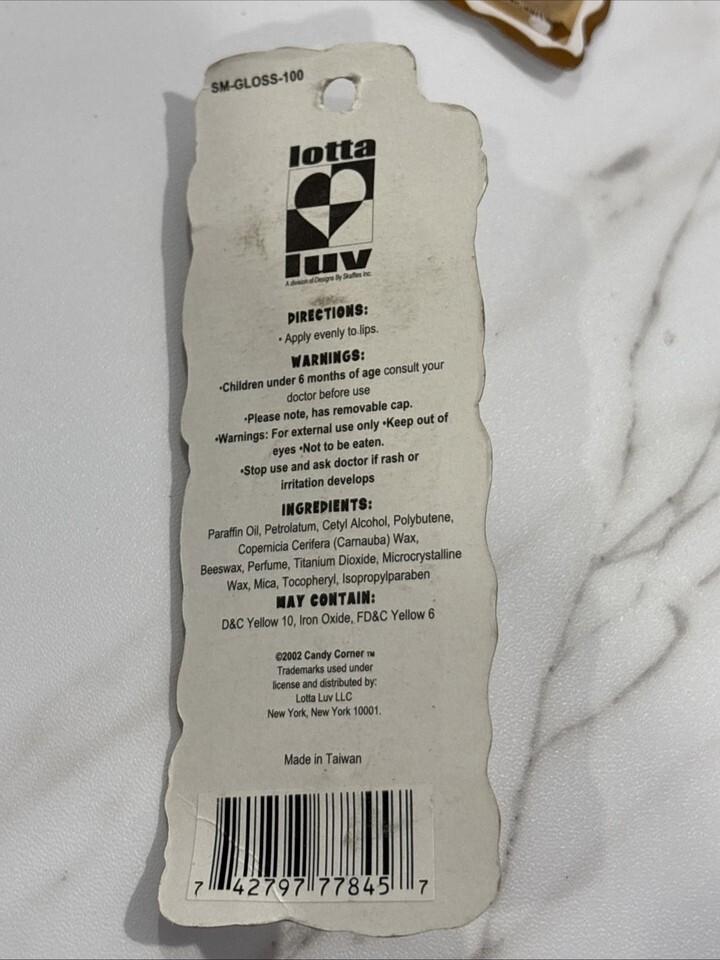 SM-GLOSS-100
lotta
luv
A division of Designs By Skaffles Inc.
DIRECTIONS:
• Apply evenly to lips.
WARNINGS:
•Children under 6 months of age consult your
doctor before use
•Please note, has removable cap.
•Warnings: For external use only •Keep out of
eyes •Not to be eaten.
•Stop use and ask doctor if rash or
irritation develops
INGREDIENTS:
Paraffin Oil, Petrolatum, Cetyl Alcohol, Polybutene,
Copernicia Cerifera (Carnauba) Wax,
Beeswax, Perfume, Titanium Dioxide, Microcrystalline
Wax, Mica, Tocopheryl, Isopropylparaben
MAY CONTAIN:
D&C Yellow 10, Iron Oxide, FD&C Yellow 6
©2002 Candy Corner TM
Trademarks used under
license and distributed by:
Lotta Luv LLC
New York, New York 10001.
Made in Taiwan
7 42797 77845 7